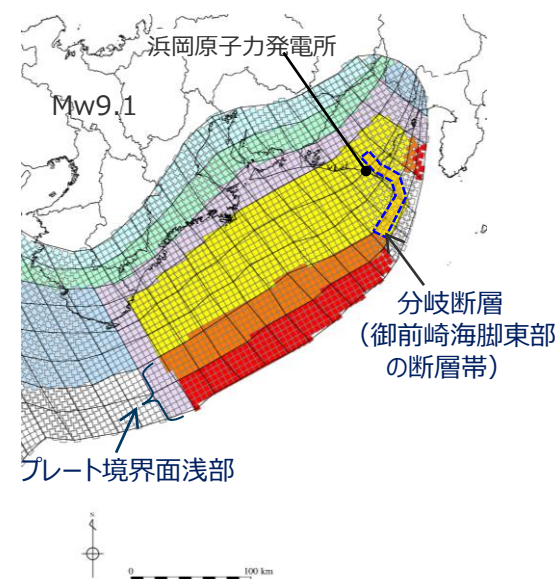 浜岡原子力発電所
Mw9.1
分岐断層
（御前崎海脚東部
の断層帯）
プレート境界面浅部
N
0
100 km